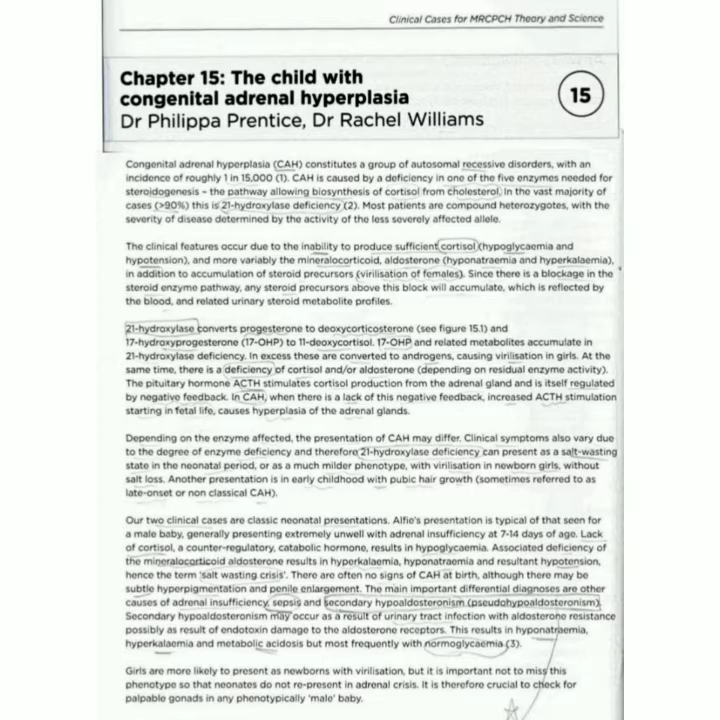 Clinical Cases for MRCPCH Theory and Science
Chapter 15: The child with
congenital adrenal hyperplasia
15
Dr Philippa Prentice, Dr Rachel Williams
Congenital adrenal hyperplasia (CAH) constitutes a group of autosomal recessive disorders, with an
incidence of roughly 1 in 15,000 (1). CAH is caused by a deficiency in one of the five enzymes needed for
steroidogenesis – the pathway allowing biosynthesis of cortisol from cholesterol. In the vast majority of
cases (>90%) this is 21-hydroxylase deficiency (2). Most patients are compound heterozygotes, with the
severity of disease determined by the activity of the less severely affected allele.
The clinical features occur due to the inability to produce sufficient cortisol (hypoglycaemia and
hypotension), and more variably the mineralocorticoid, aldosterone (hyponatraemia and hyperkalaemia),
in addition to accumulation of steroid precursors (virilisation of females). Since there is a blockage in the
steroid enzyme pathway, any steroid precursors above this block will accumulate, which is reflected by
the blood, and related urinary steroid metabolite profiles.
21-hydroxylase converts progesterone to deoxycorticosterone (see figure 15.1) and
17-hydroxyprogesterone (17-OHP) to 11-deoxycortisol. 17-OHP and related metabolites accumulate in
21-hydroxylase deficiency. In excess these are converted to androgens, causing virilisation in girls. At the
same time, there is a deficiency of cortisol and/or aldosterone (depending on residual enzyme activity).
The pituitary hormone ACTH stimulates cortisol production from the adrenal gland and is itself regulated
by negative feedback. In CAH, when there is a lack of this negative feedback, increased ACTH stimulation
starting in fetal life, causes hyperplasia of the adrenal glands.
Depending on the enzyme affected, the presentation of CAH may differ. Clinical symptoms also vary due
to the degree of enzyme deficiency and therefore 21-hydroxylase deficiency can present as a salt-wasting
state in the neonatal period, or as a much milder phenotype, with virilisation in newborn girls, without
salt loss. Another presentation is in early childhood with pubic hair growth (sometimes referred to as
late-onset or non classical CAH).
Our two clinical cases are classic neonatal presentations. Alfie's presentation is typical of that seen for
a male baby, generally presenting extremely unwell with adrenal insufficiency at 7-14 days of age. Lack
of cortisol, a counter-regulatory, catabolic hormone, results in hypoglycaemia. Associated deficiency of
the mineralocorticoid aldosterone results in hyperkalaemia, hyponatraemia and resultant hypotension,
hence the term 'salt wasting crisis'. There are often no signs of CAH at birth, although there may be
subtle hyperpigmentation and penile enlargement. The main important differential diagnoses are other
causes of adrenal insufficiency, sepsis and secondary hypoaldosteronism (pseudohypoaldosteronism).
Secondary hypoaldosteronism may occur as a result of urinary tract infection with aldosterone resistance
possibly as result of endotoxin damage to the aldosterone receptors. This results in hyponatraemia,
hyperkalaemia and metabolic acidosis but most frequently with normoglycaemia (3).
Girls are more likely to present as newborns with virilisation, but it is important not to miss this
phenotype so that neonates do not re-present in adrenal crisis. It is therefore crucial to check for
palpable gonads in any phenotypically 'male' baby.